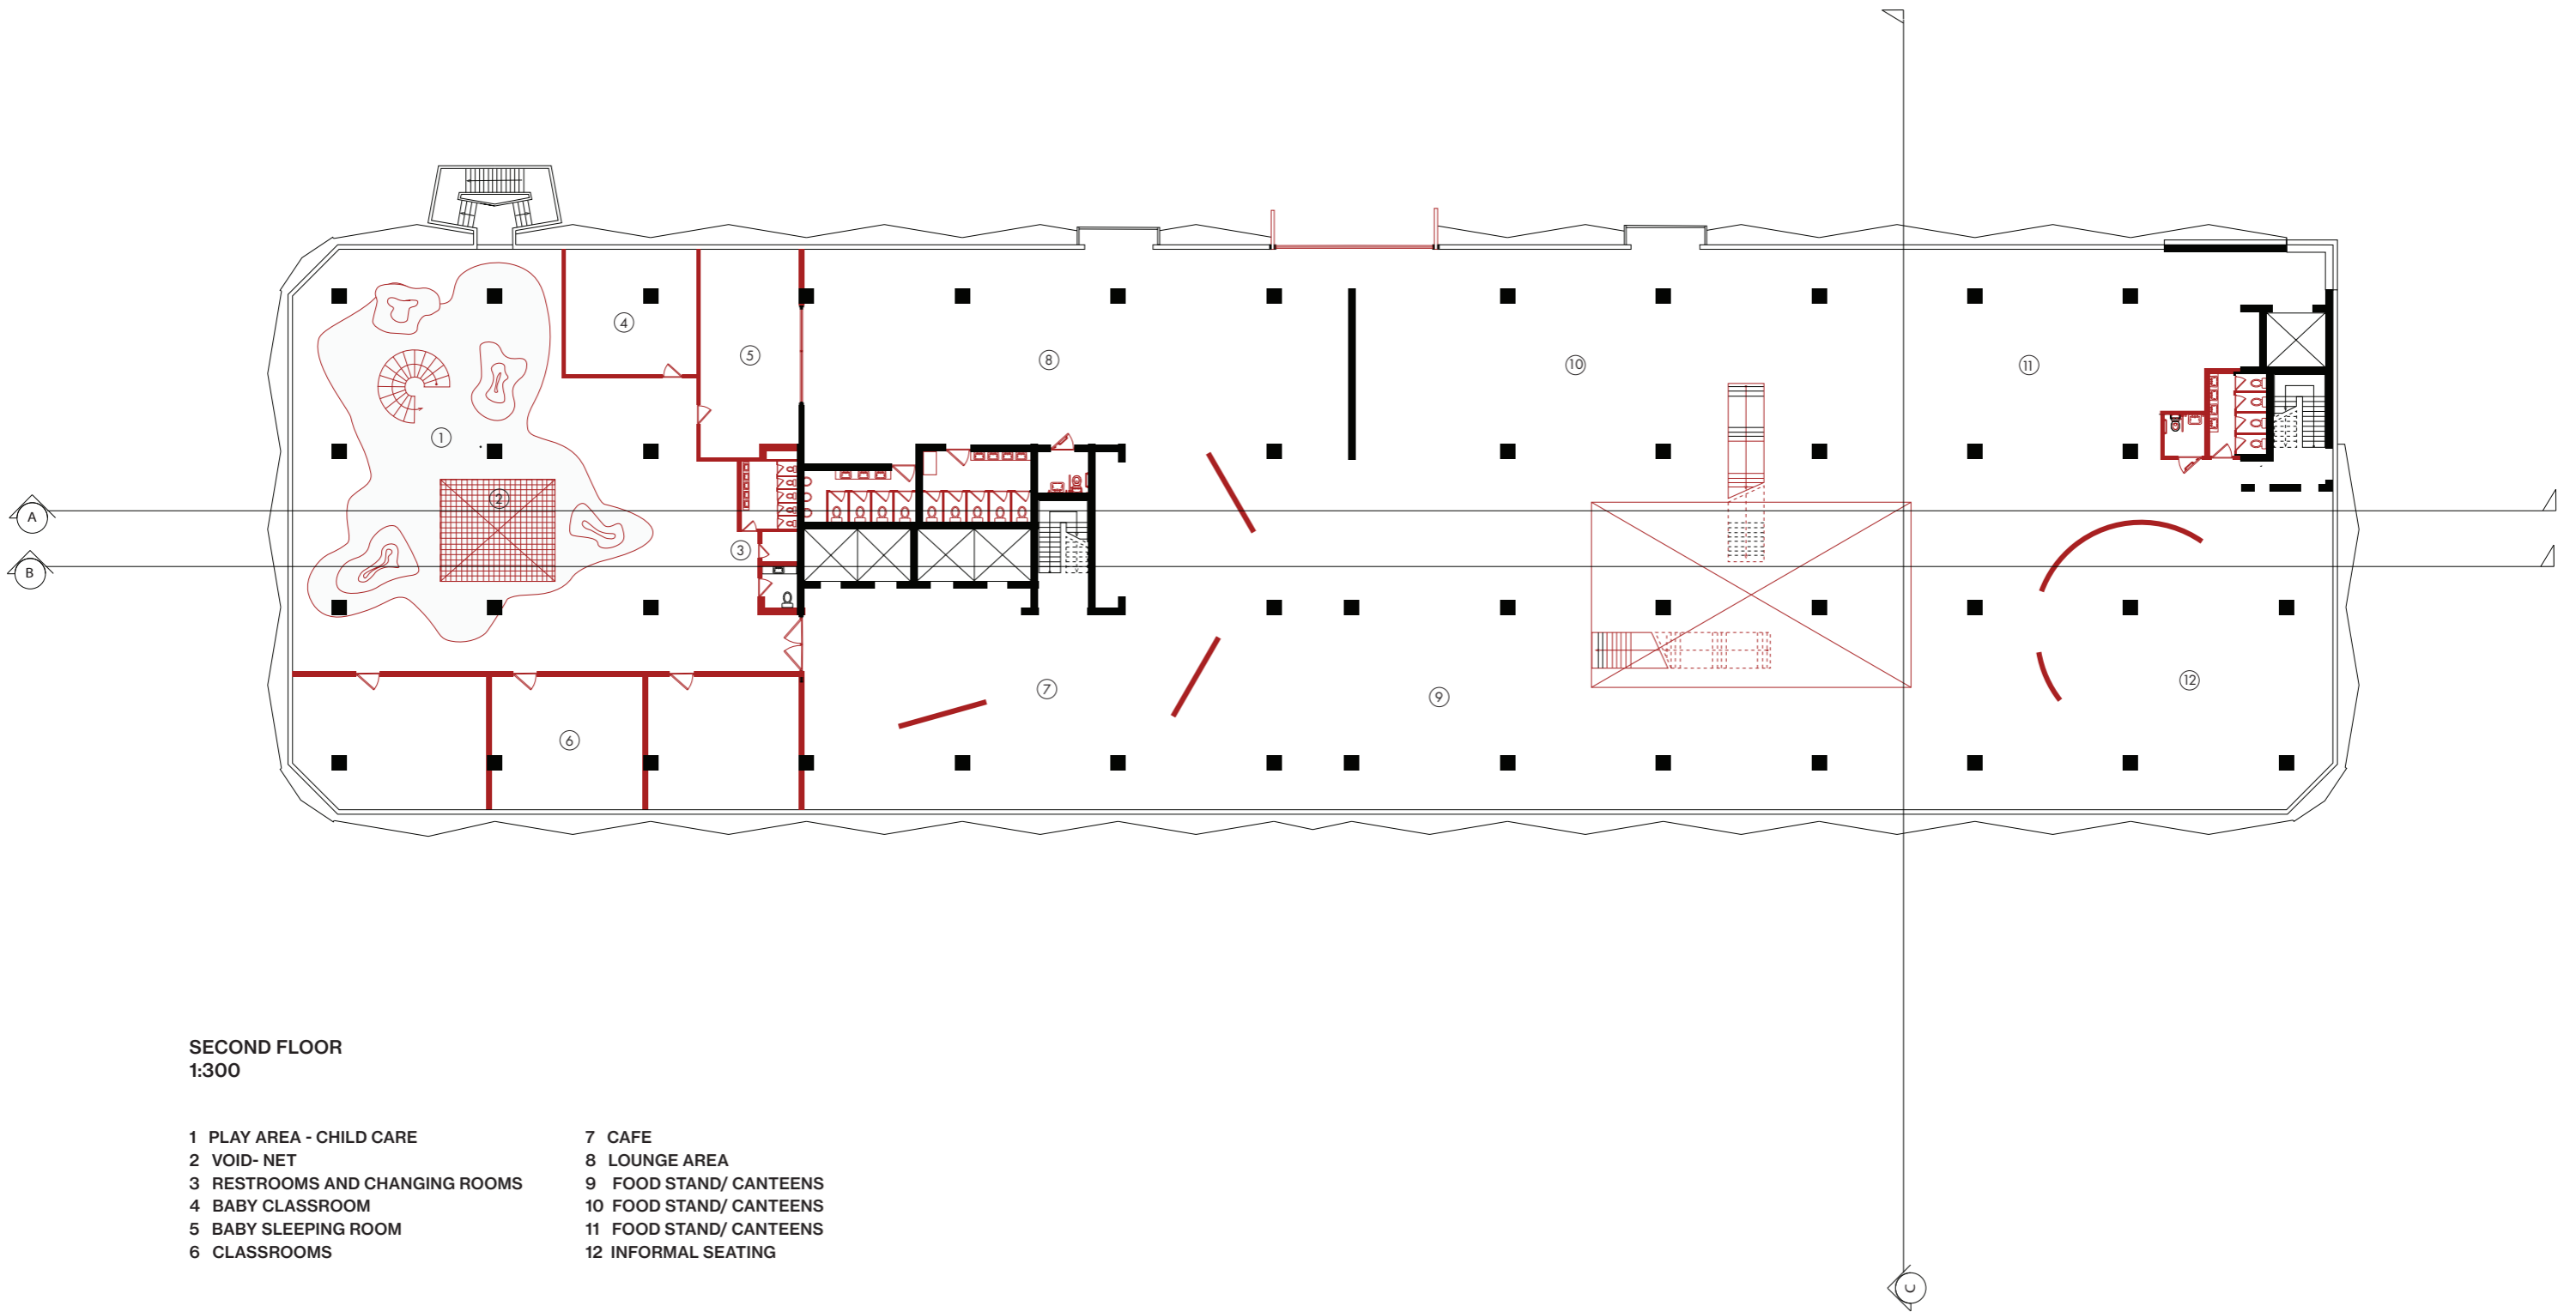 4
5
8
10
11
1
2
A
3
B
12
7
9
6
C
SECOND FLOOR
1:300
1 PLAY AREA - CHILD CARE
2 VOID- NET
3 RESTROOMS AND CHANGING ROOMS
4 BABY CLASSROOM
5 BABY SLEEPING ROOM
6 CLASSROOMS
7 CAFE
8 LOUNGE AREA
9 FOOD STAND/ CANTEENS
10 FOOD STAND/ CANTEENS
11 FOOD STAND/ CANTEENS
12 INFORMAL SEATING